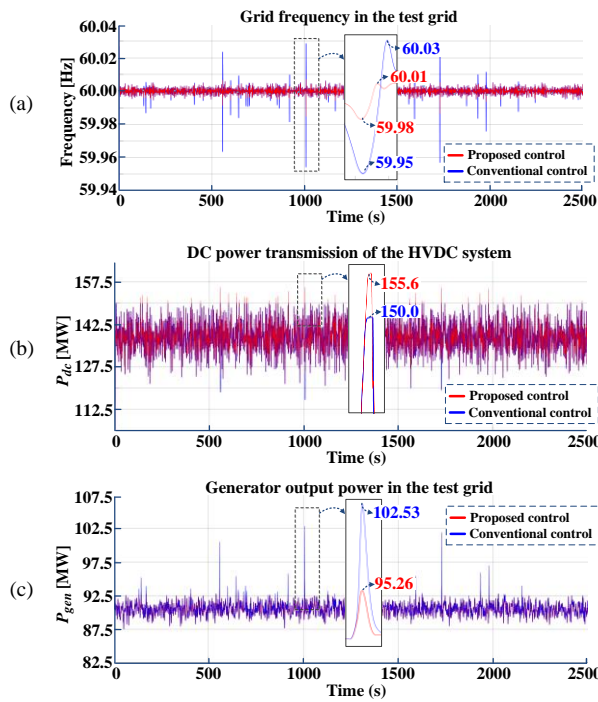 Grid frequency in the test grid
(a)
Frequency [Hz]
60.04
60.02
60.00
59.98
59.96
59.94
60.03
60.01
59.98
59.95
Proposed control
Conventional control
0 500 1000 1500 2000 2500
Time (s)
DC power transmission of the HVDC system
(b)
Pdc [MW]
157.5
142.5
127.5
112.5
155.6
150.0
Proposed control
Conventional control
0 500 1000 1500 2000 2500
Time (s)
Generator output power in the test grid
(c)
Pgen [MW]
107.5
102.5
97.5
92.5
87.5
82.5
102.53
95.26
Proposed control
Conventional control
0 500 1000 1500 2000 2500
Time (s)